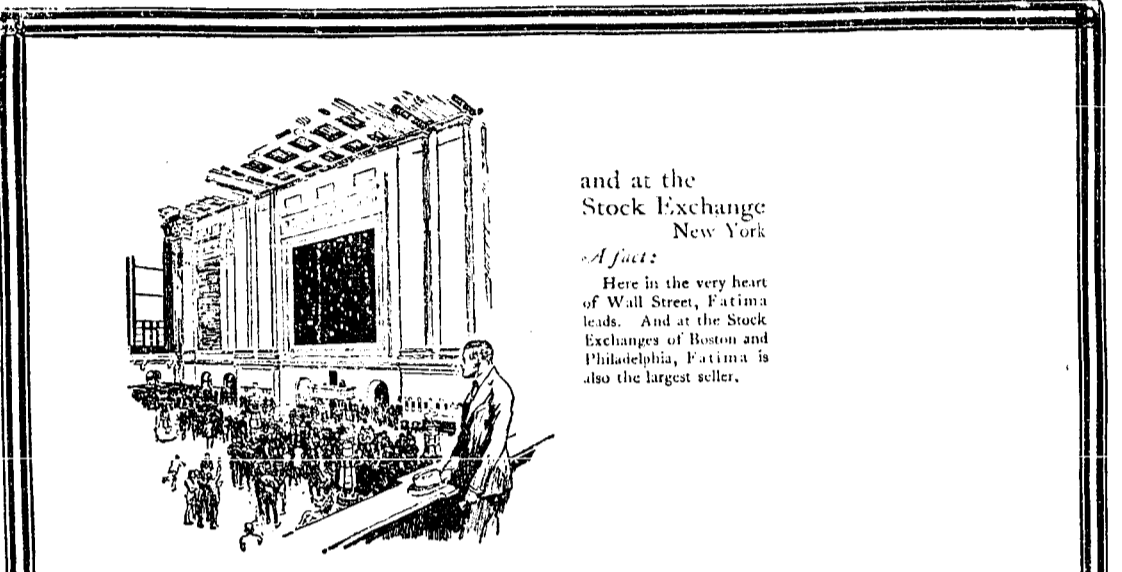 and at the
Stock Exchange
New York
A fact:
Here in the very heart
of Wall Street, Fatima
leads. And at the Stock
Exchanges of Boston and
Philadelphia, Fatima is
also the largest seller.